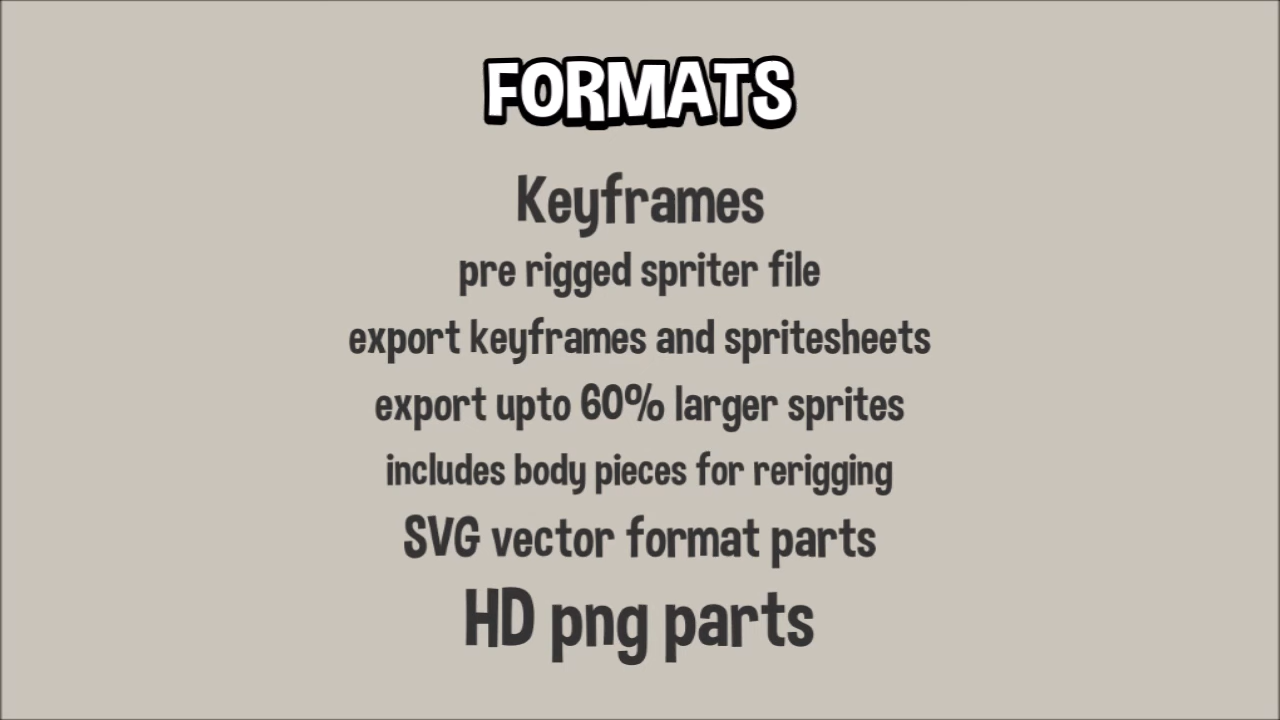 FORMATS
Keyframes
pre rigged spriter file
export keyframes and spritesheets
export upto 60% larger sprites
includes body pieces for rerigging
SVG vector format parts
HD png parts